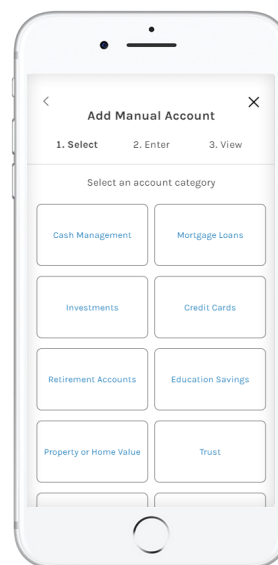 Add Manual Account
1. Select 2. Enter 3. View
Select an account category
Cash Management Mortgage Loans
Investments Credit Cards
Retirement Accounts Education Savings
Property or Home Value Trust